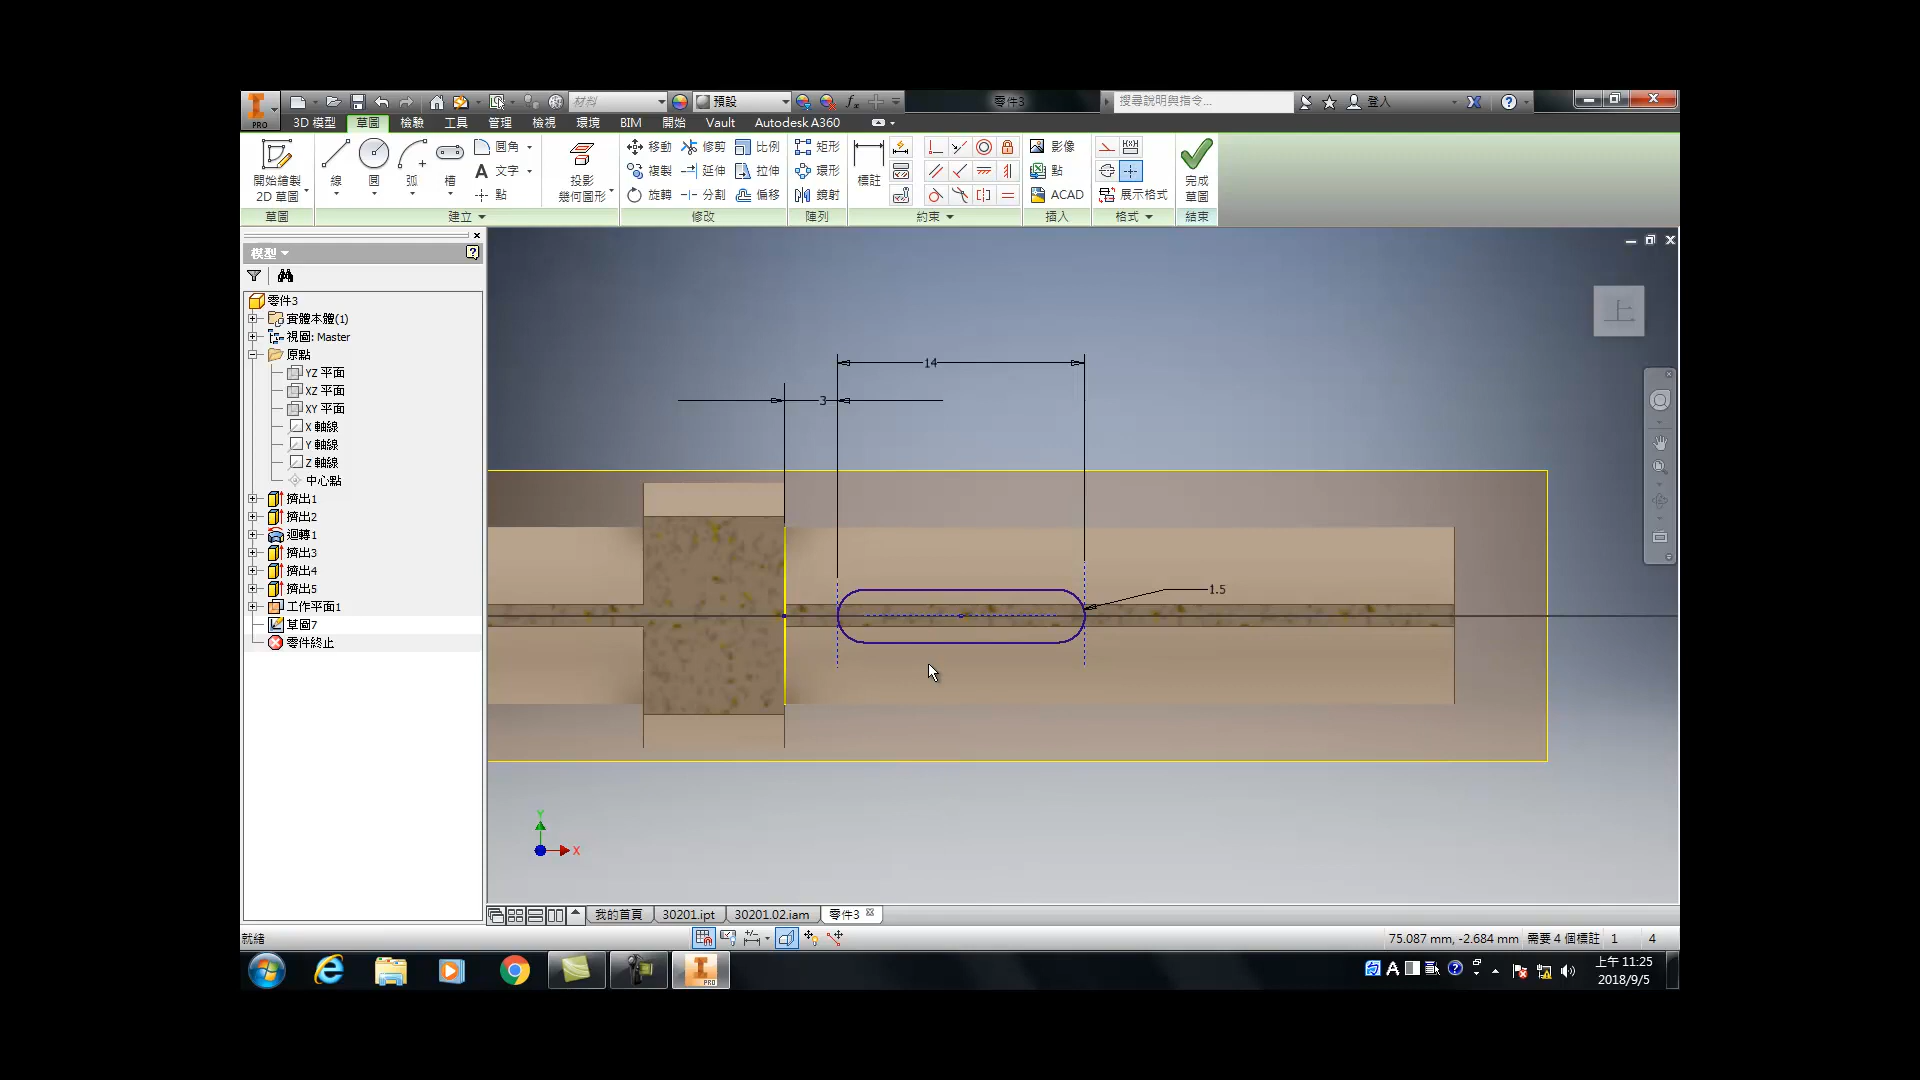 材料 預設 零件3 搜尋說明與指令... 登入
PRO 3D 模型 草圖 檢驗 工具 管理 檢視 環境 BIM 開始 Vault Autodesk A360
開始繪製 2D 草圖 線 圓 弧 槽 圓角 文字 點 投影 幾何圖形 移動 複製 旋轉 修剪 延伸 分割 比例 拉伸 偏移 矩形 環形 鏡射 標註 影像 點 ACAD 展示格式 完成 草圖
草圖 建立 修改 陣列 約束 插入 格式 結束
模型
零件3
實體本體(1)
視圖: Master
原點
YZ 平面
XZ 平面
XY 平面
X 軸線
Y 軸線
Z 軸線
中心點
擠出1
擠出2
迴轉1
擠出3
擠出4
擠出5
工作平面1
草圖7
零件終止
上
14
3
1.5
Y
X
我的首頁 30201.ipt 30201.02.iam 零件3
就緒 75.087 mm, -2.684 mm 需要 4 個標註 1 4
PRO A 上午 11:25
2018/9/5